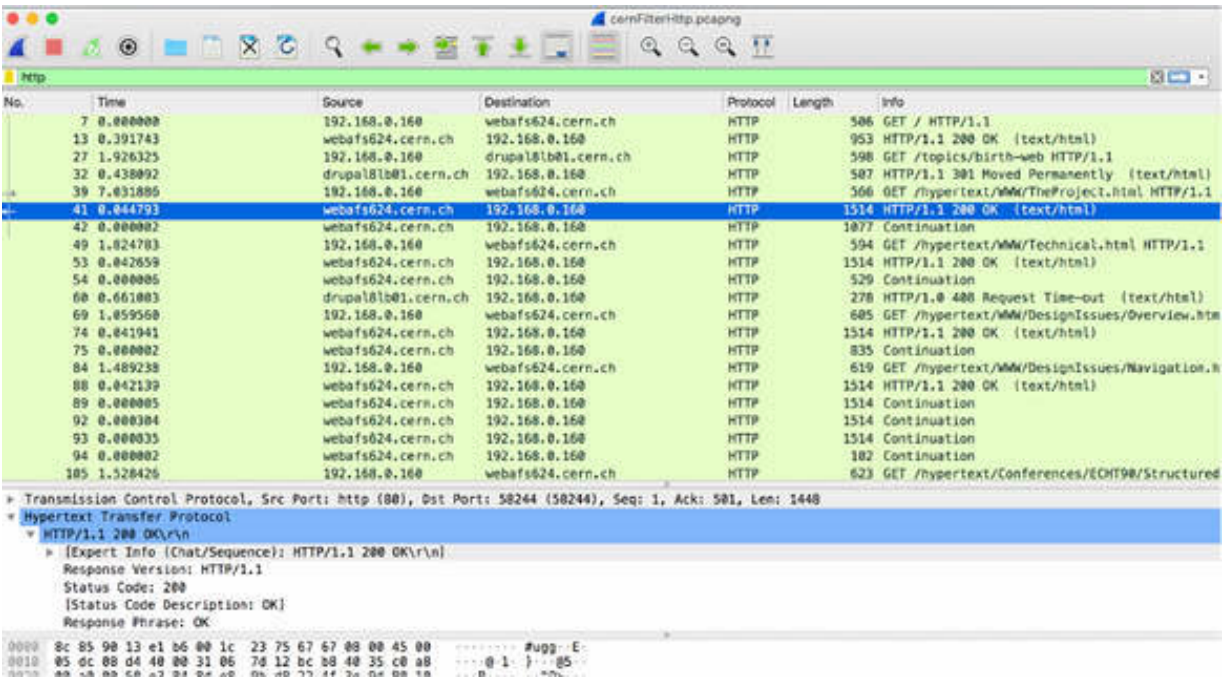 cernFilterHttp.pcapng
http
No. Time Source Destination Protocol Length Info
7 0.000000 192.168.0.160 webafs624.cern.ch HTTP 506 GET / HTTP/1.1
13 0.391743 webafs624.cern.ch 192.168.0.160 HTTP 953 HTTP/1.1 200 OK (text/html)
27 1.926325 192.168.0.160 drupal8lb01.cern.ch HTTP 598 GET /topics/birth-web HTTP/1.1
32 0.438092 drupal8lb01.cern.ch 192.168.0.160 HTTP 507 HTTP/1.1 301 Moved Permanently (text/html)
39 7.031886 192.168.0.160 webafs624.cern.ch HTTP 566 GET /hypertext/WWW/TheProject.html HTTP/1.1
41 0.044793 webafs624.cern.ch 192.168.0.160 HTTP 1514 HTTP/1.1 200 OK (text/html)
42 0.000002 webafs624.cern.ch 192.168.0.160 HTTP 1077 Continuation
49 1.824783 192.168.0.160 webafs624.cern.ch HTTP 594 GET /hypertext/WWW/Technical.html HTTP/1.1
53 0.042659 webafs624.cern.ch 192.168.0.160 HTTP 1514 HTTP/1.1 200 OK (text/html)
54 0.000006 webafs624.cern.ch 192.168.0.160 HTTP 529 Continuation
60 0.661003 drupal8lb01.cern.ch 192.168.0.160 HTTP 278 HTTP/1.0 408 Request Time-out (text/html)
69 1.059560 192.168.0.160 webafs624.cern.ch HTTP 605 GET /hypertext/WWW/DesignIssues/Overview.htm
74 0.041941 webafs624.cern.ch 192.168.0.160 HTTP 1514 HTTP/1.1 200 OK (text/html)
75 0.000002 webafs624.cern.ch 192.168.0.160 HTTP 835 Continuation
84 1.489238 192.168.0.160 webafs624.cern.ch HTTP 619 GET /hypertext/WWW/DesignIssues/Navigation.h
88 0.042139 webafs624.cern.ch 192.168.0.160 HTTP 1514 HTTP/1.1 200 OK (text/html)
89 0.000005 webafs624.cern.ch 192.168.0.160 HTTP 1514 Continuation
92 0.000304 webafs624.cern.ch 192.168.0.160 HTTP 1514 Continuation
93 0.000835 webafs624.cern.ch 192.168.0.160 HTTP 1514 Continuation
94 0.000002 webafs624.cern.ch 192.168.0.160 HTTP 102 Continuation
105 1.528426 192.168.0.160 webafs624.cern.ch HTTP 623 GET /hypertext/Conferences/ECHT90/Structured
Transmission Control Protocol, Src Port: http (80), Dst Port: 58244 (58244), Seq: 1, Ack: 501, Len: 1448
Hypertext Transfer Protocol
HTTP/1.1 200 OK\r\n
[Expert Info (Chat/Sequence): HTTP/1.1 200 OK\r\n]
Response Version: HTTP/1.1
Status Code: 200
[Status Code Description: OK]
Response Phrase: OK
0000 8c 85 90 13 e1 b6 00 1c 23 75 67 67 08 00 45 00 ········ #ugg··E·
0010 05 dc 08 d4 40 00 31 06 7d 12 bc b8 40 35 c0 a8 ····@·1· }···@5··